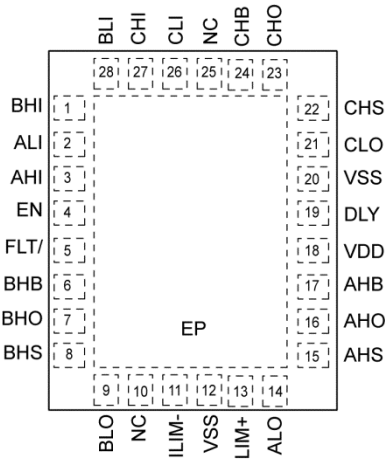 BLI CHI CLI NC CHB CHO
28 27 26 25 24 23
BHI 1 22 CHS
ALI 2 21 CLO
AHI 3 20 VSS
EN 4 19 DLY
FLT/ 5 18 VDD
BHB 6 17 AHB
BHO 7 16 AHO
EP
BHS 8 15 AHS
9 10 11 12 13 14
BLO NC ILIM- VSS LIM+ ALO